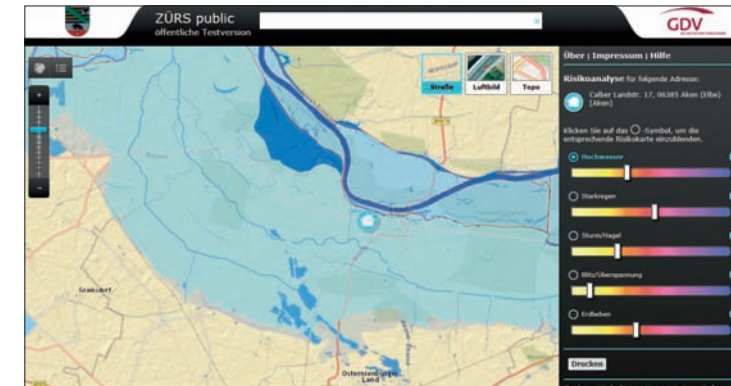 ZÜRS public
öffentliche Testversion
GDV
Straße
Luftbild
Topo
Über | Impressum | Hilfe
Risikoanalyse für folgende Adresse:
Calber Landstr. 17, 06385 Aken (Elbe)
[Aken]
Klicken Sie auf das -Symbol, um die
entsprechende Risikokarte einzublenden.
Hochwasser
Starkregen
Sturm/Hagel
Blitz/Überspannung
Erdbeben
Drucken
Osternienburger
Land